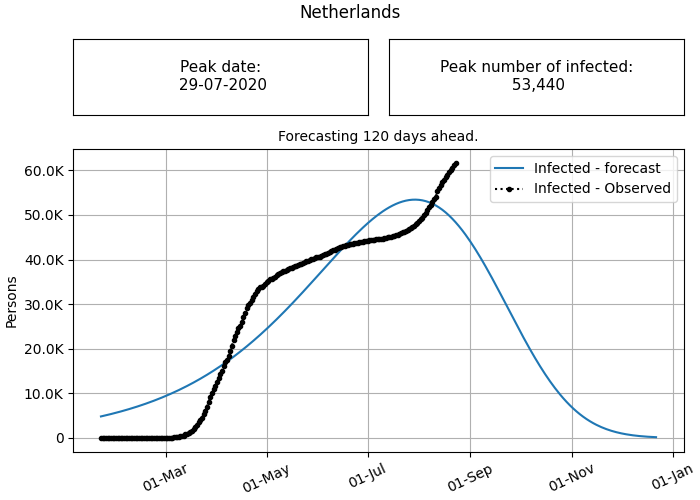 Netherlands
Peak date:
29-07-2020
Peak number of infected:
53,440
Forecasting 120 days ahead.
Infected - forecast
Infected - Observed
60.0K
50.0K
40.0K
30.0K
20.0K
10.0K
0
Persons
01-Mar
01-May
01-Jul
01-Sep
01-Nov
01-Jan